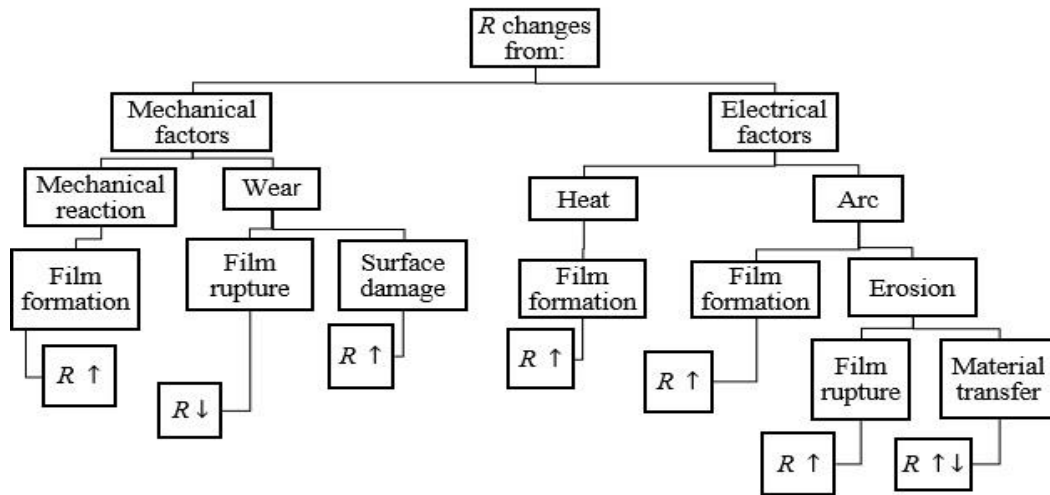 R changes
from:
Mechanical
factors
Electrical
factors
Mechanical
reaction
Wear
Heat
Arc
Film
formation
Film
rupture
Surface
damage
Film
formation
Film
formation
Erosion
R ↑
R ↓
R ↑
R ↑
R ↑
Film
rupture
Material
transfer
R ↑
R ↑↓